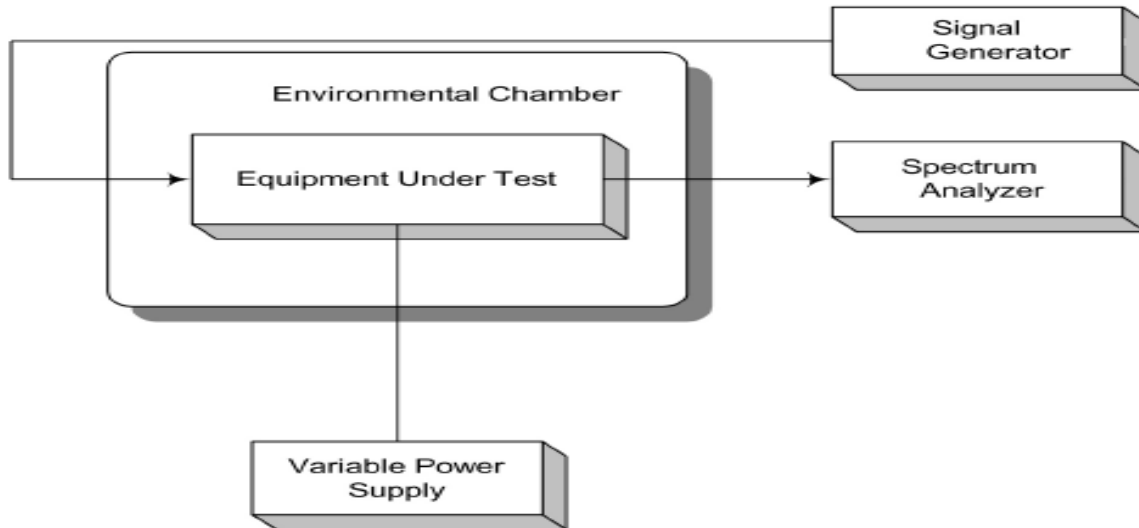 Signal
Generator
Environmental Chamber
Equipment Under Test
Spectrum
Analyzer
Variable Power
Supply